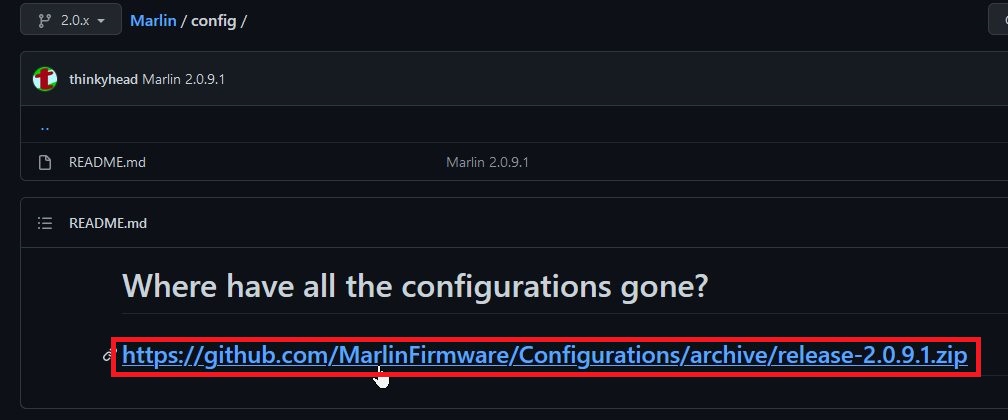 2.0.x Marlin / config /
thinkyhead Marlin 2.0.9.1
..
README.md Marlin 2.0.9.1
README.md
Where have all the configurations gone?
https://github.com/MarlinFirmware/Configurations/archive/release-2.0.9.1.zip